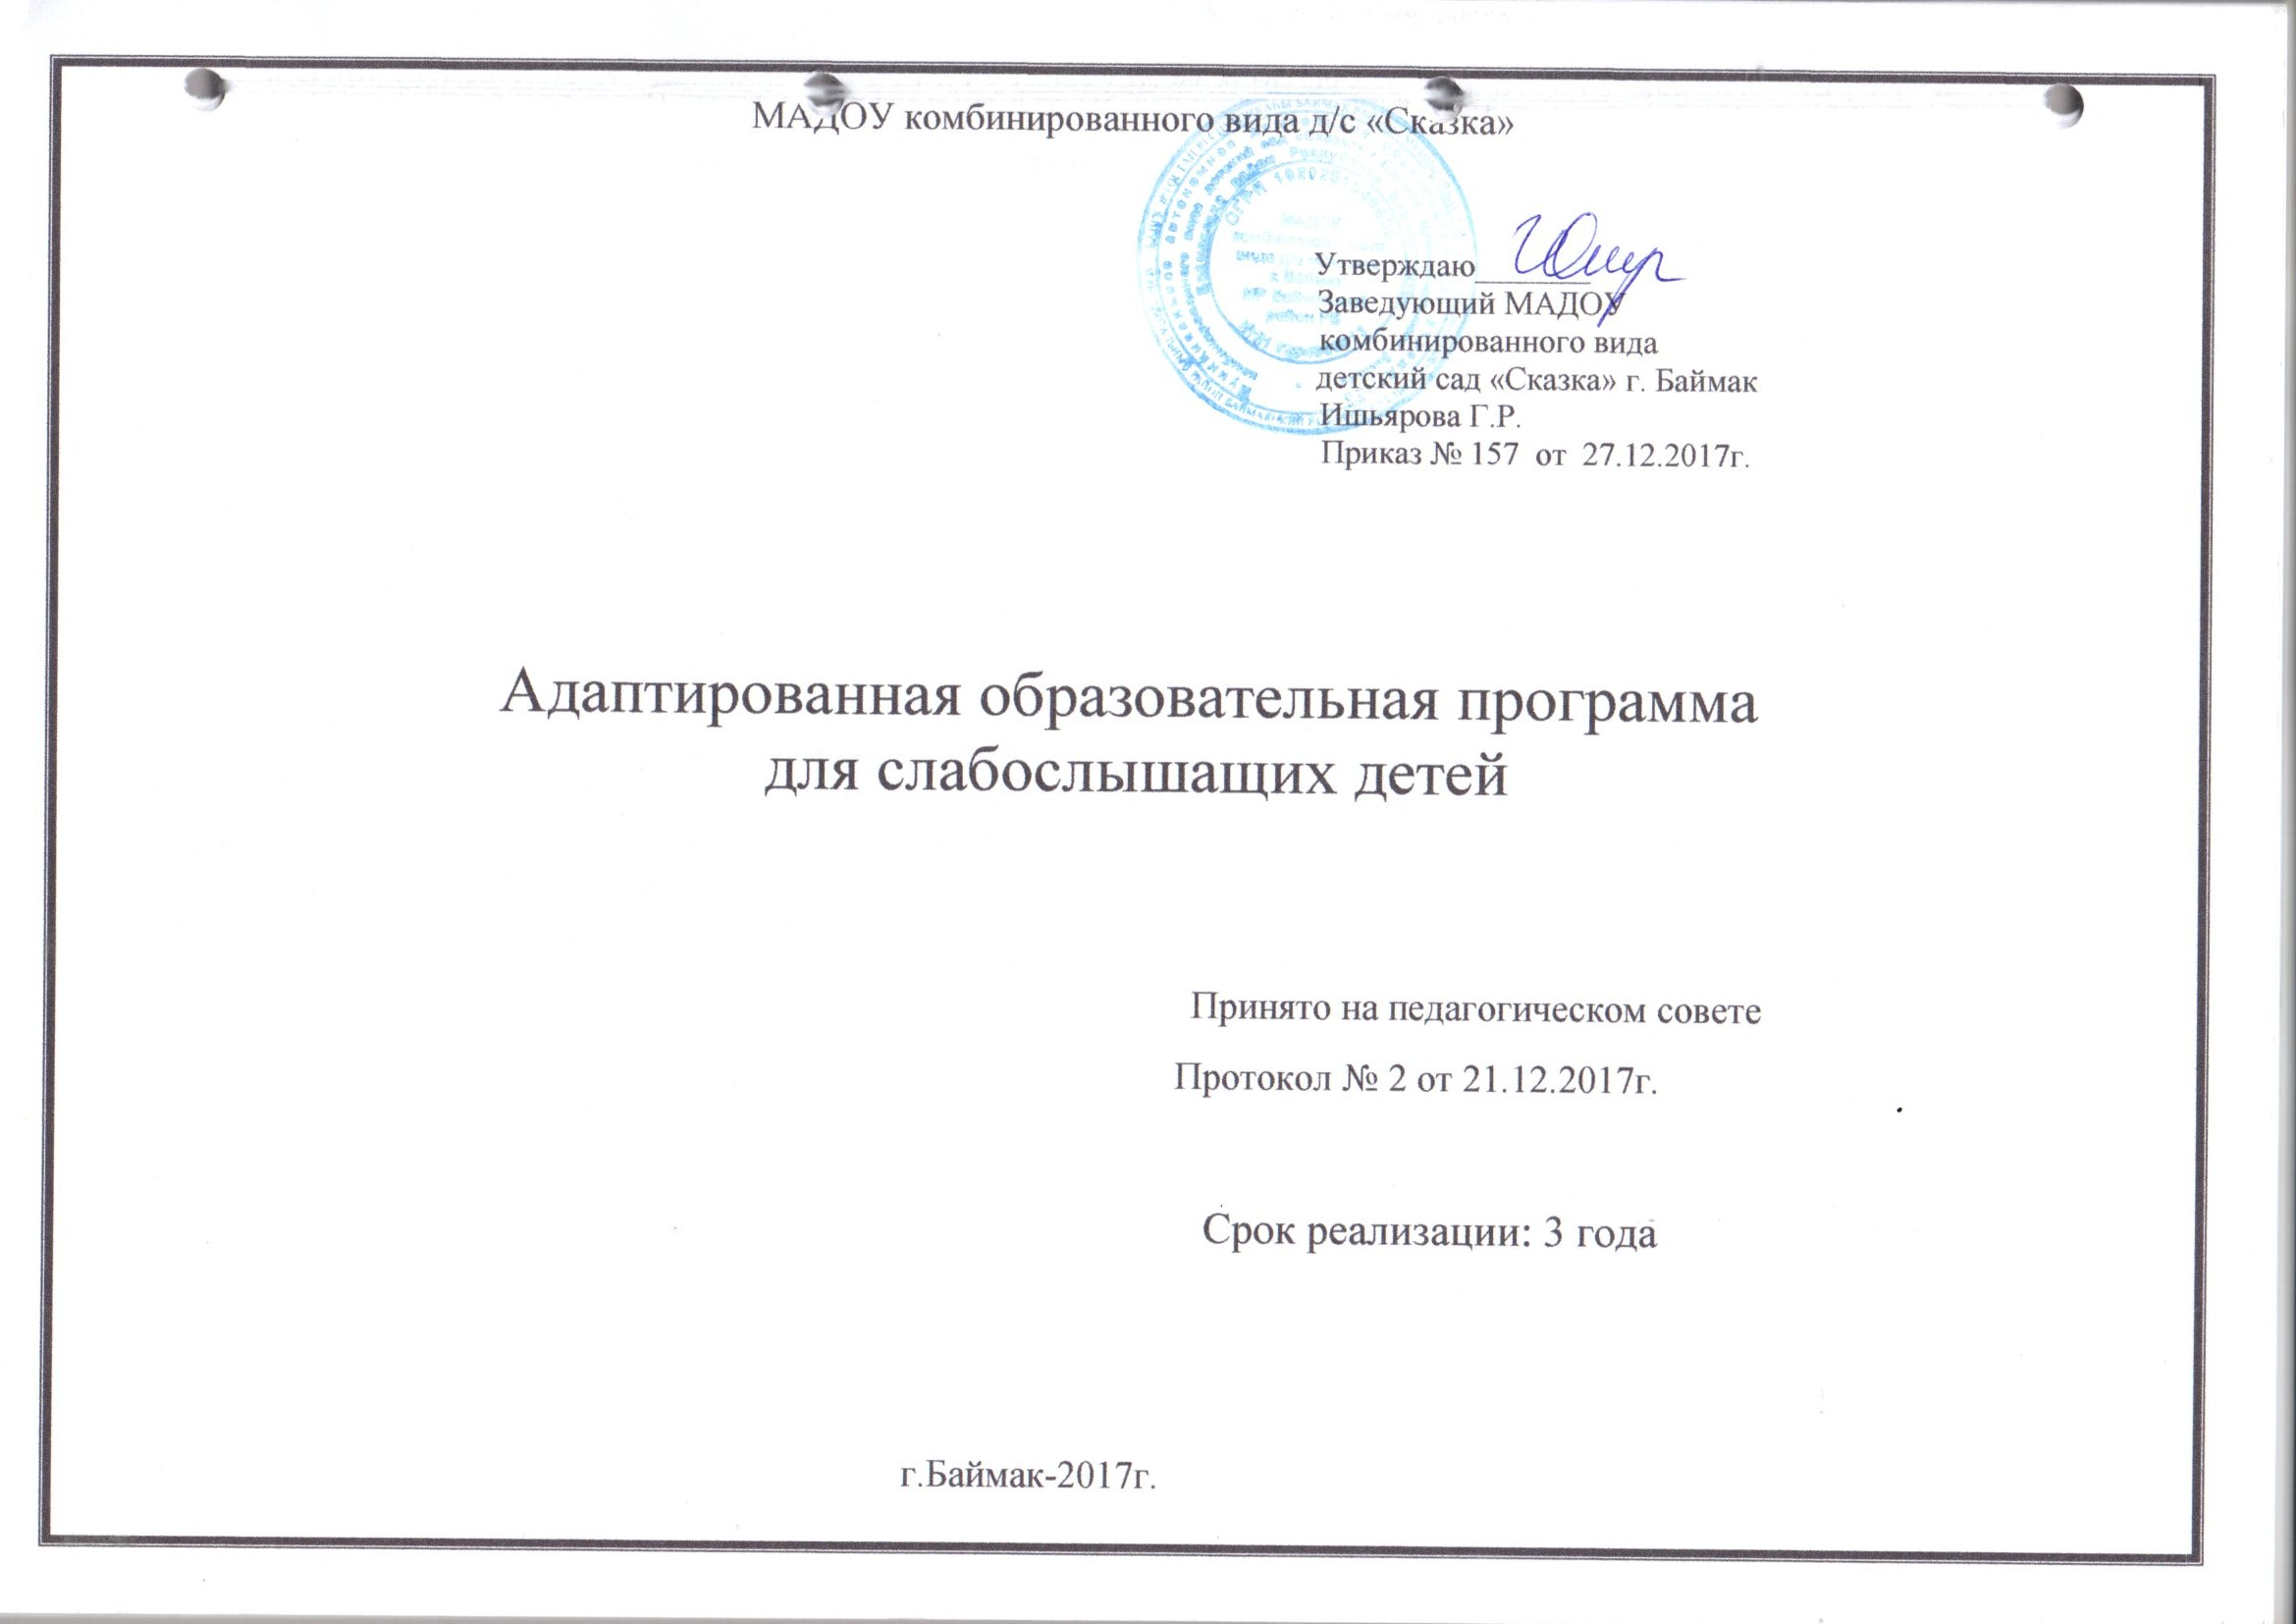 МАДОУ комбинированного вида д/с «Сказка»
Утверждаю
Заведующий МАДОУ
комбинированного вида
детский сад «Сказка» г. Баймак
Ишьярова Г.Р.
Приказ № 157 от 27.12.2017г.
Адаптированная образовательная программа
для слабослышащих детей
Принято на педагогическом совете
Протокол № 2 от 21.12.2017г.
Срок реализации: 3 года
г.Баймак-2017г.